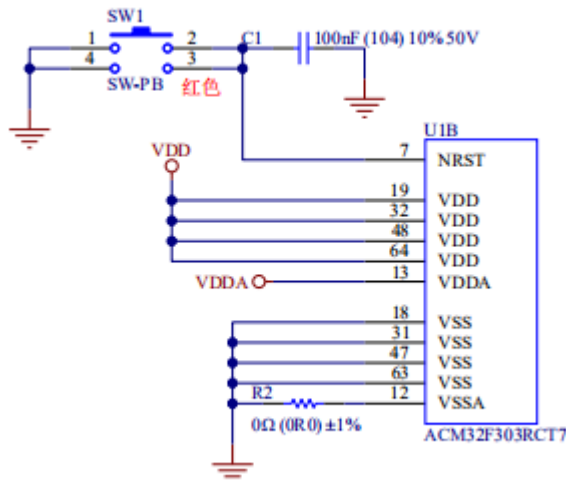 SW1
1 2 C1 100nF (104) 10% 50V
4 3
SW-PB 红色
U1B
7 NRST
VDD
19 VDD
32 VDD
48 VDD
64 VDD
VDDA 13 VDDA
18 VSS
31 VSS
47 VSS
63 VSS
R2 12 VSSA
0Ω (0R0) ±1%
ACM32F303RCT7